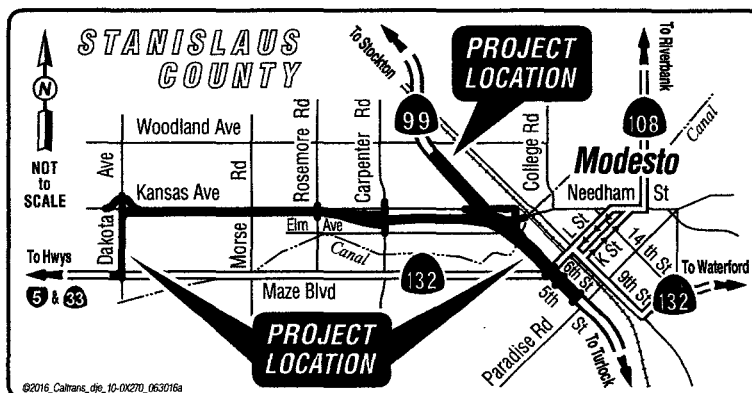 STANISLAUS
COUNTY
N
NOT
to
SCALE
To Stockton
PROJECT
LOCATION
To Riverbank
99
108
Canal
Woodland Ave
Rosemore Rd
Carpenter Rd
College Rd
Modesto
Needham St
Dakota Ave
Kansas Ave
Morse Rd
Elm Ave
Canal
I St
K St
14 th St
9th St
6th St
5th St
To Hwys
5 & 33
132
Maze Blvd
To Waterford
132
Paradise Rd
To Turlock
PROJECT
LOCATION
©2016_Caltrans_dje_10-0X270_063016a